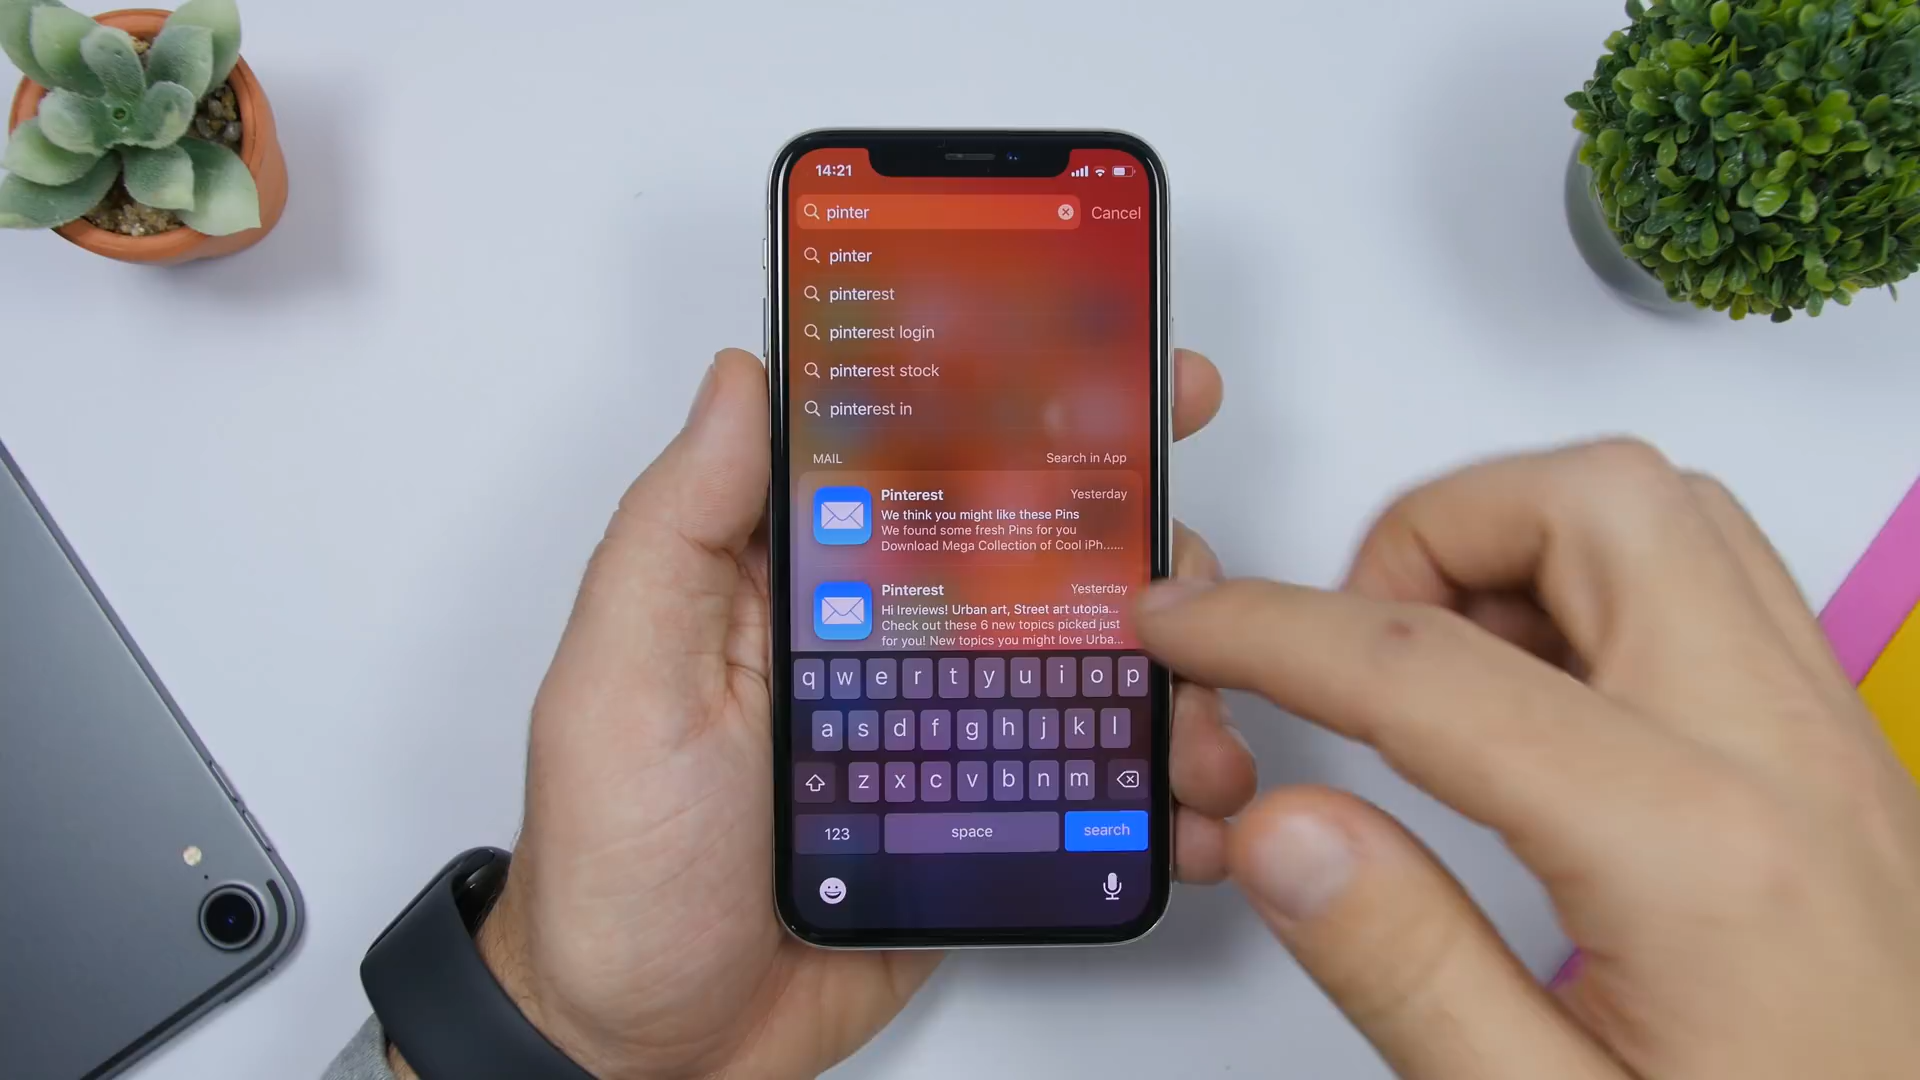 14:21
pinter
Cancel
pinter
pinterest
pinterest login
pinterest stock
pinterest in
MAIL
Search in App
Pinterest
Yesterday
We think you might like these Pins
We found some fresh Pins for you
Download Mega Collection of Cool iPh......
Pinterest
Yesterday
Hi Ireviews! Urban art, Street art utopia...
Check out these 6 new topics picked just
for you! New topics you might love Urba...
q w e r t y u i o p
a s d f g h j k l
z x c v b n m
123
space
search